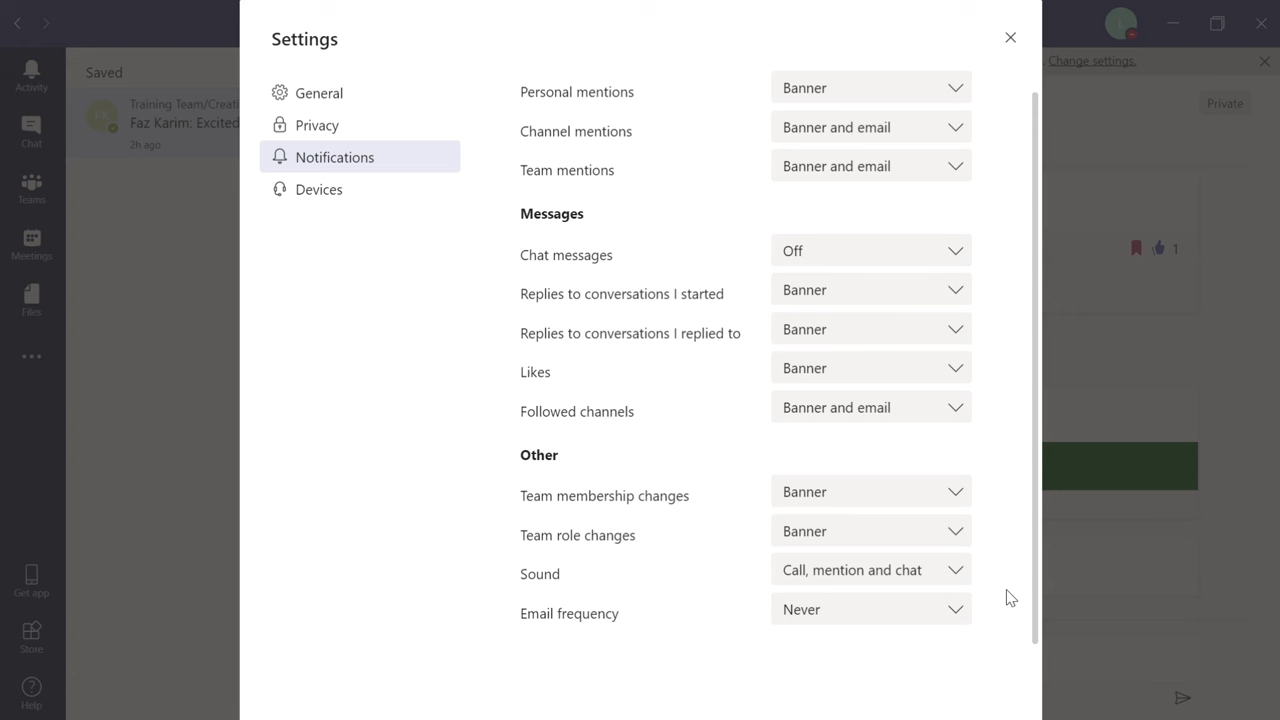 Settings
General
Privacy
Notifications
Devices
Personal mentions Banner
Channel mentions Banner and email
Team mentions Banner and email
Messages
Chat messages Off
Replies to conversations I started Banner
Replies to conversations I replied to Banner
Likes Banner
Followed channels Banner and email
Other
Team membership changes Banner
Team role changes Banner
Sound Call, mention and chat
Email frequency Never
Activity
Chat
Teams
Meetings
Files
Get app
Store
Help
Saved
Training Team/Creati
Faz Karim: Excited
2h ago
Change settings.
Private
1